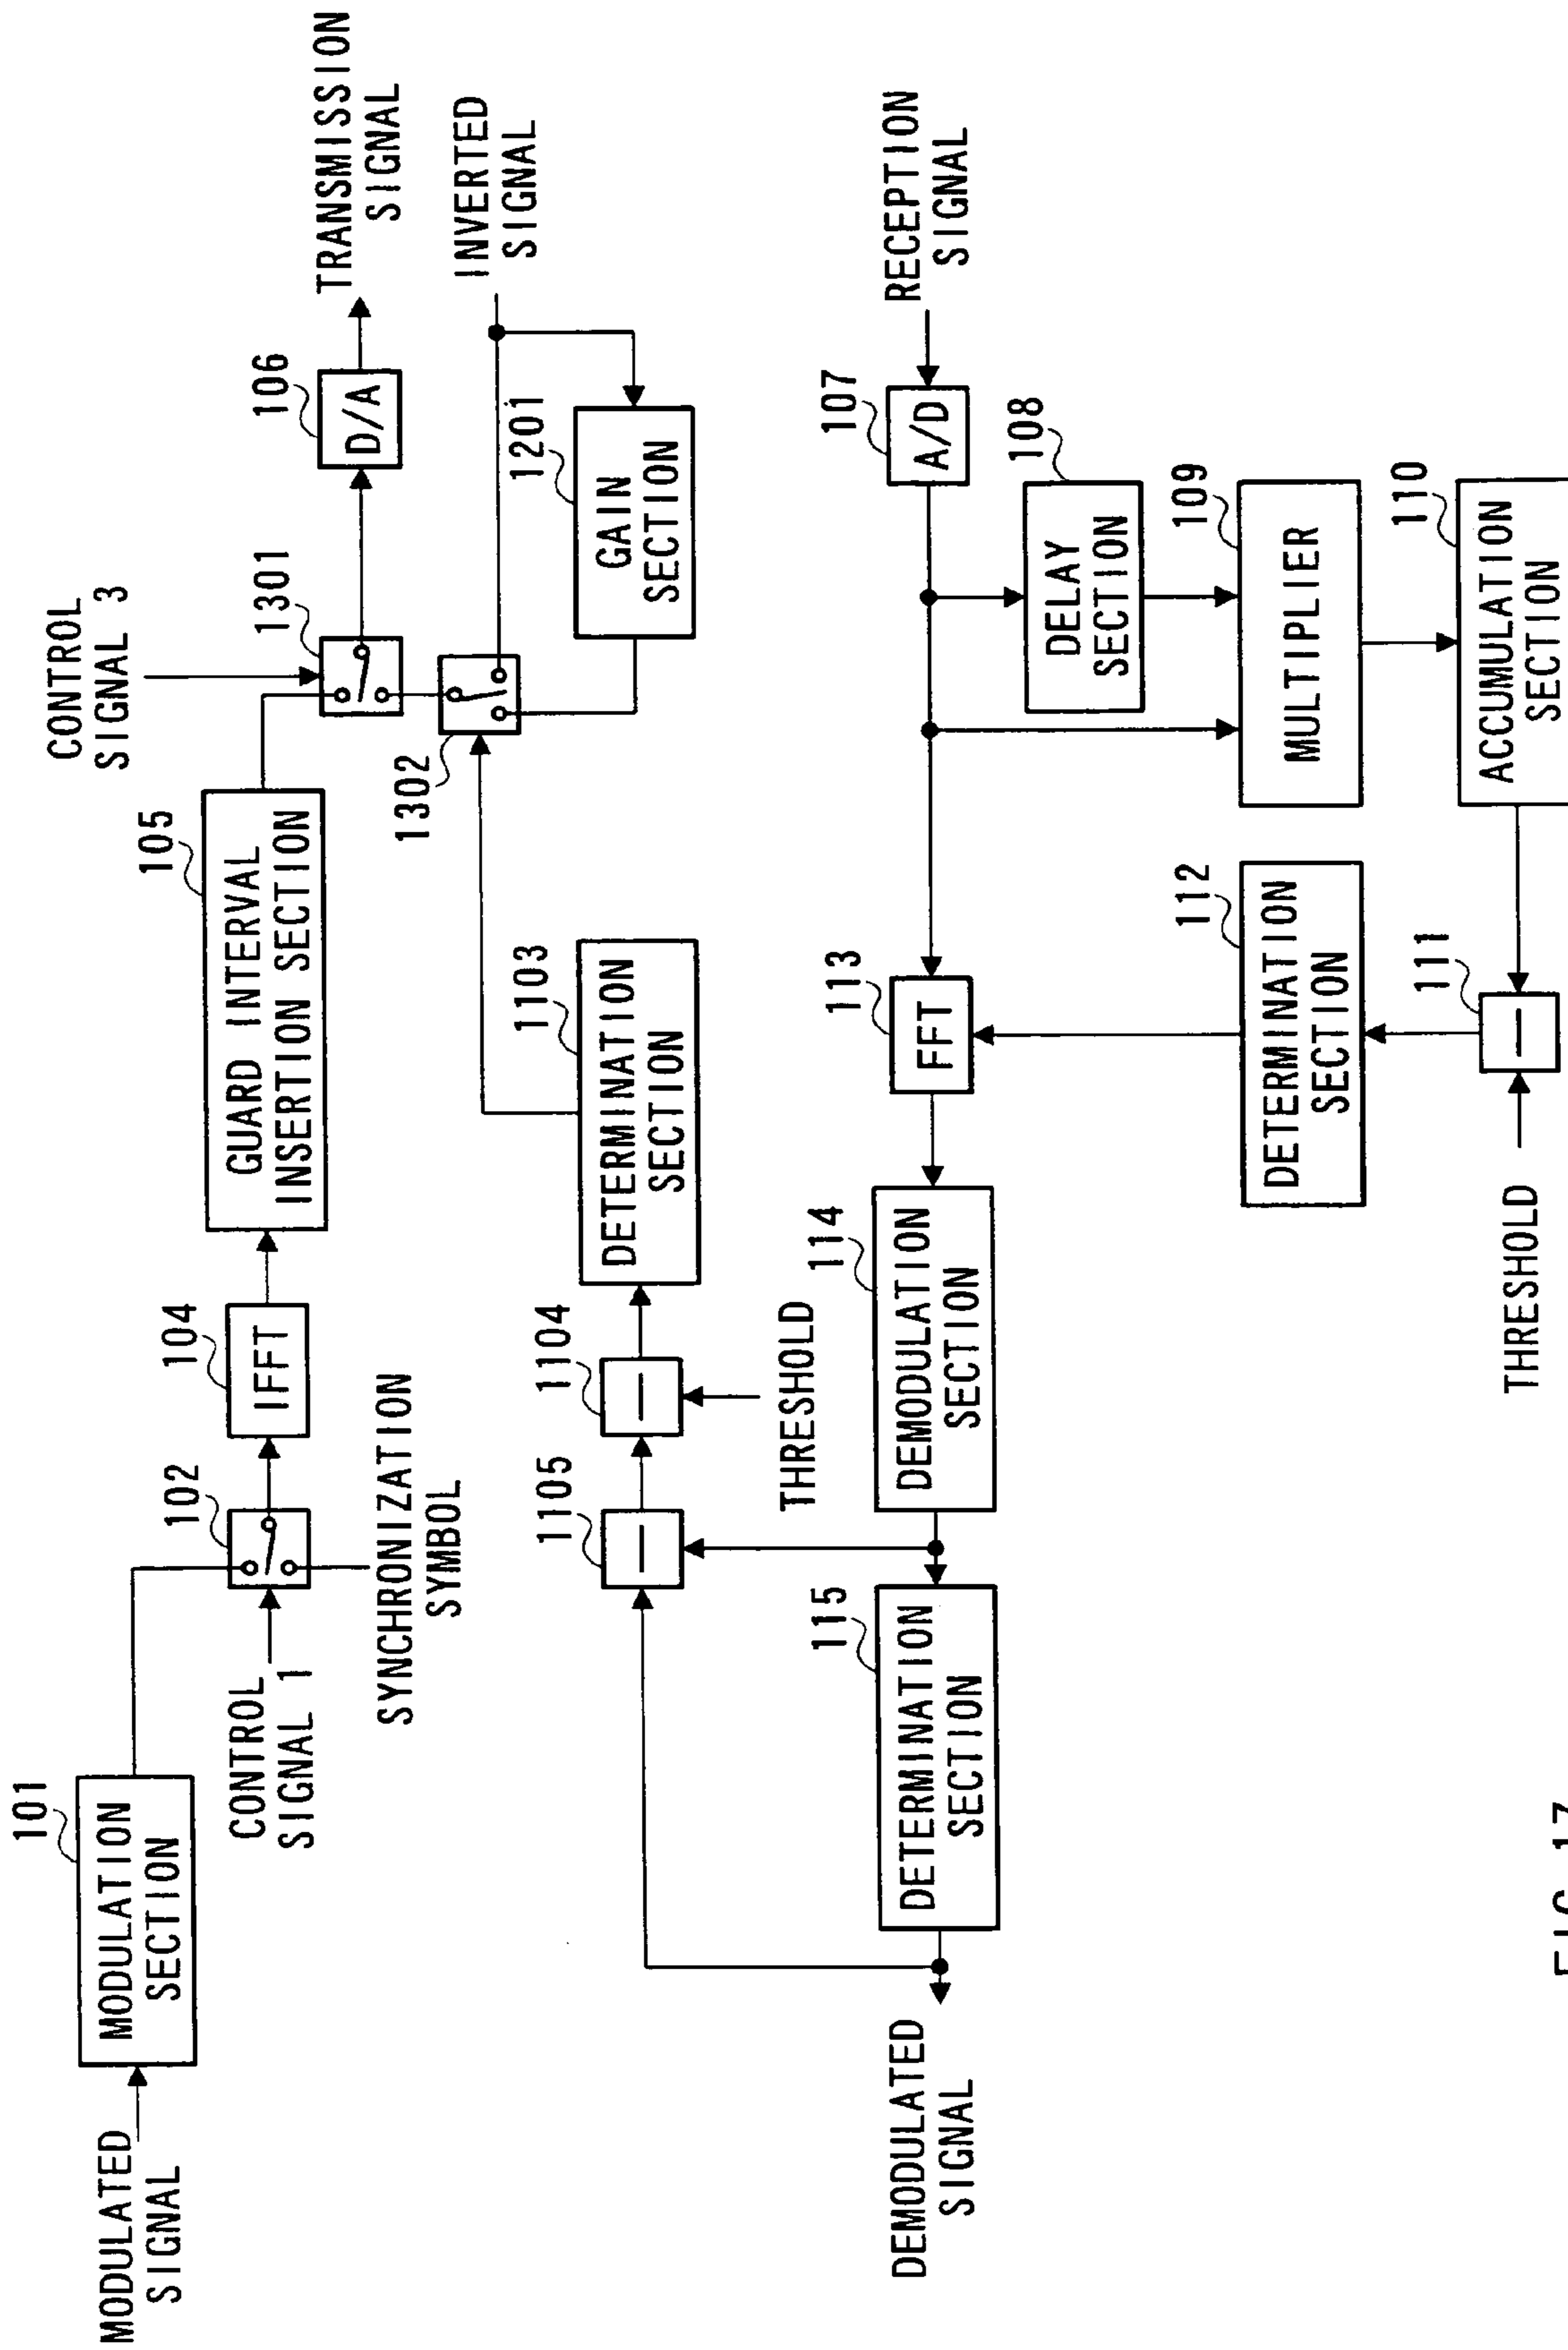 101
MODULATED
SIGNAL
MODULATION
SECTION
CONTROL
SIGNAL 1
102
SYNCHRONIZATION
SYMBOL
104
IFFT
105
GUARD INTERVAL
INSERTION SECTION
CONTROL
SIGNAL 3
1301
106
D/A
TRANSMISSION
SIGNAL
1302
INVERTED
SIGNAL
1201
GAIN
SECTION
1105
1104
THRESHOLD
1103
DETERMINATION
SECTION
DEMODULATED
SIGNAL
115
DETERMINATION
SECTION
114
DEMODULATION
SECTION
113
FFT
107
A/D
RECEPTION
SIGNAL
108
DELAY
SECTION
109
MULTIPLIER
110
ACCUMULATION
SECTION
112
DETERMINATION
SECTION
111
THRESHOLD
FIG.17